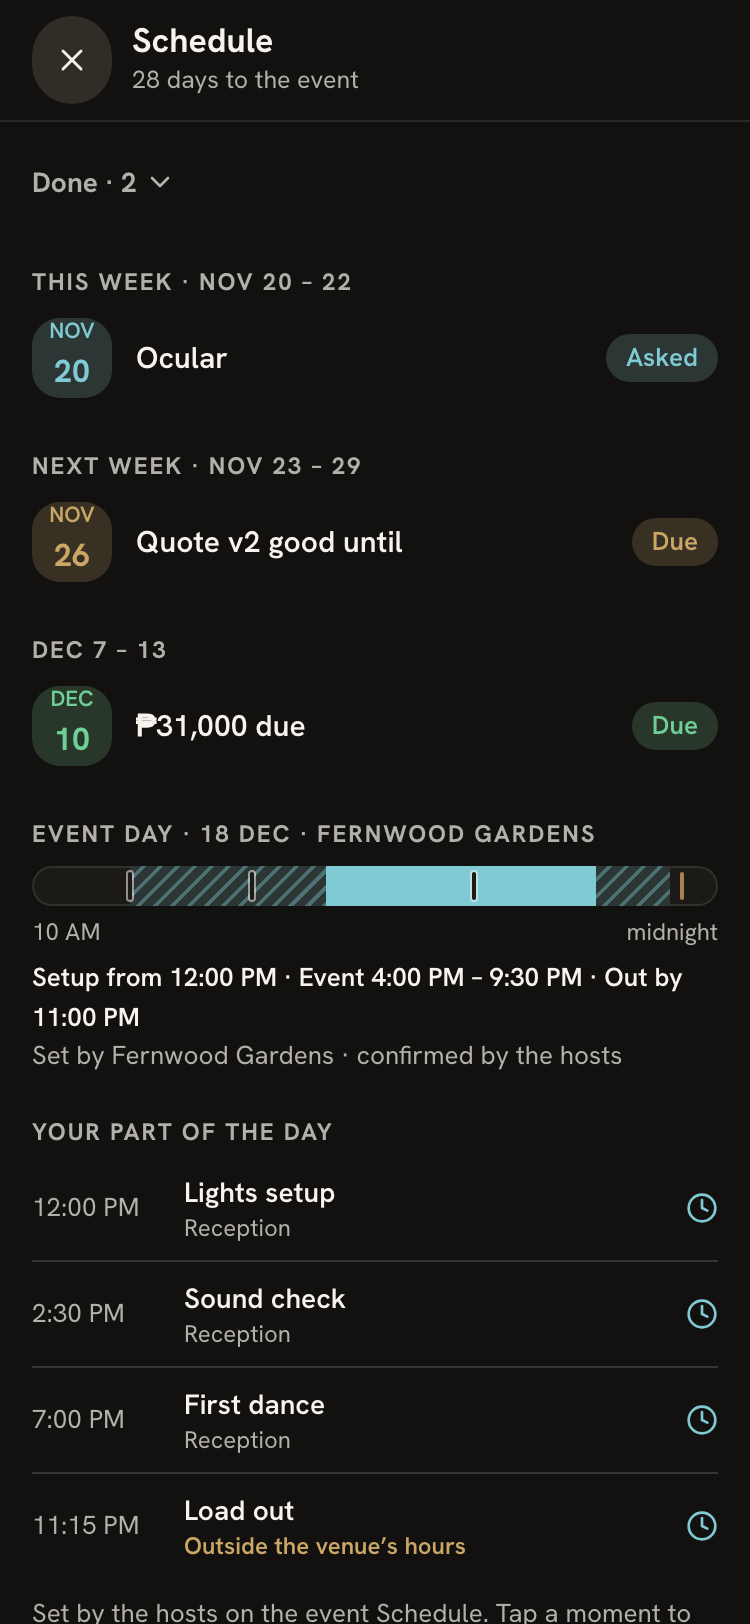 Schedule
28 days to the event
Done · 2
THIS WEEK · NOV 20 – 22
NOV
20
Ocular
Asked
NEXT WEEK · NOV 23 – 29
NOV
26
Quote v2 good until
Due
DEC 7 – 13
DEC
10
₱31,000 due
Due
EVENT DAY · 18 DEC · FERNWOOD GARDENS
10 AM
midnight
Setup from 12:00 PM · Event 4:00 PM – 9:30 PM · Out by
11:00 PM
Set by Fernwood Gardens · confirmed by the hosts
YOUR PART OF THE DAY
12:00 PM
Lights setup
Reception
2:30 PM
Sound check
Reception
7:00 PM
First dance
Reception
11:15 PM
Load out
Outside the venue’s hours
Set by the hosts on the event Schedule. Tap a moment to